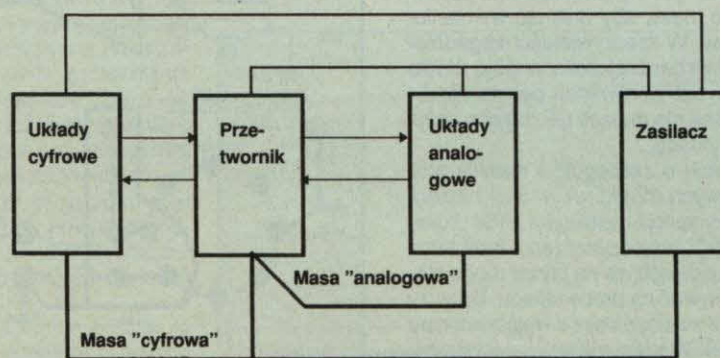 Układy
cyfrowe
Prze-
twornik
Układy
analo-
gowe
Zasilacz
Masa "analogowa"
Masa "cyfrowa"